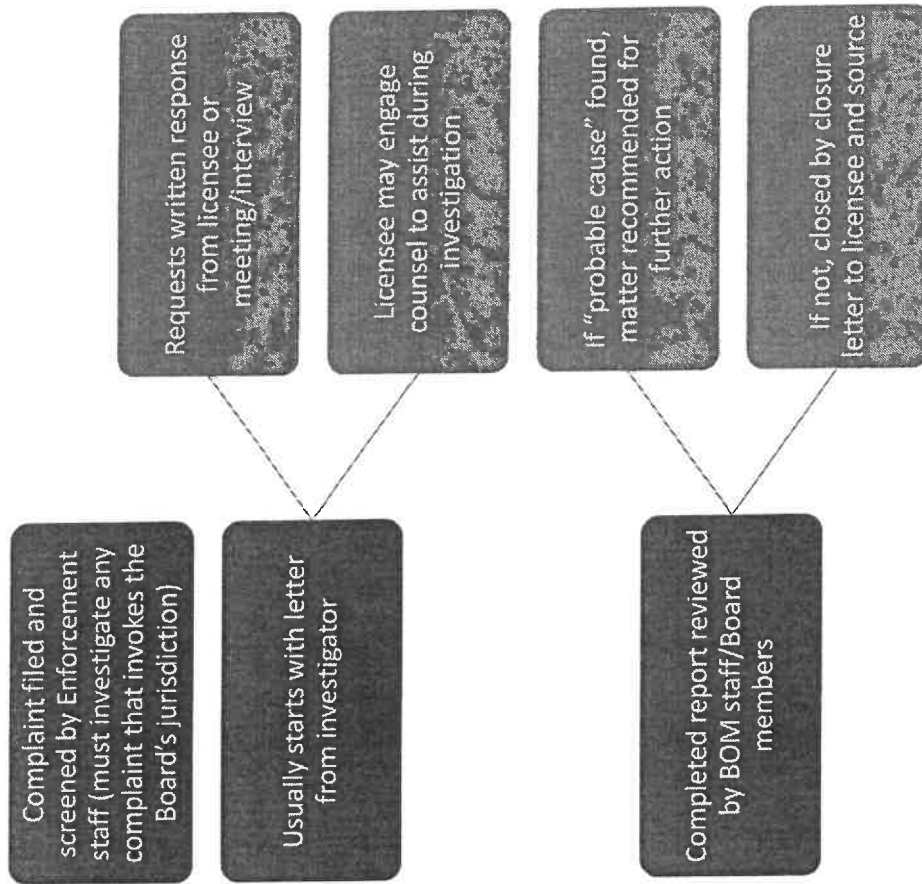 Complaint filed and
screened by Enforcement
staff (must investigate any
complaint that invokes the
Board's jurisdiction)
Usually starts with letter
from investigator
Requests written response
from licensee or
meeting/interview
Licensee may engage
counsel to assist during
investigation
Completed report reviewed
by BOM staff/Board
members
If "probable cause" found,
matter recommended for
further action
If not, closed by closure
letter to licensee and source